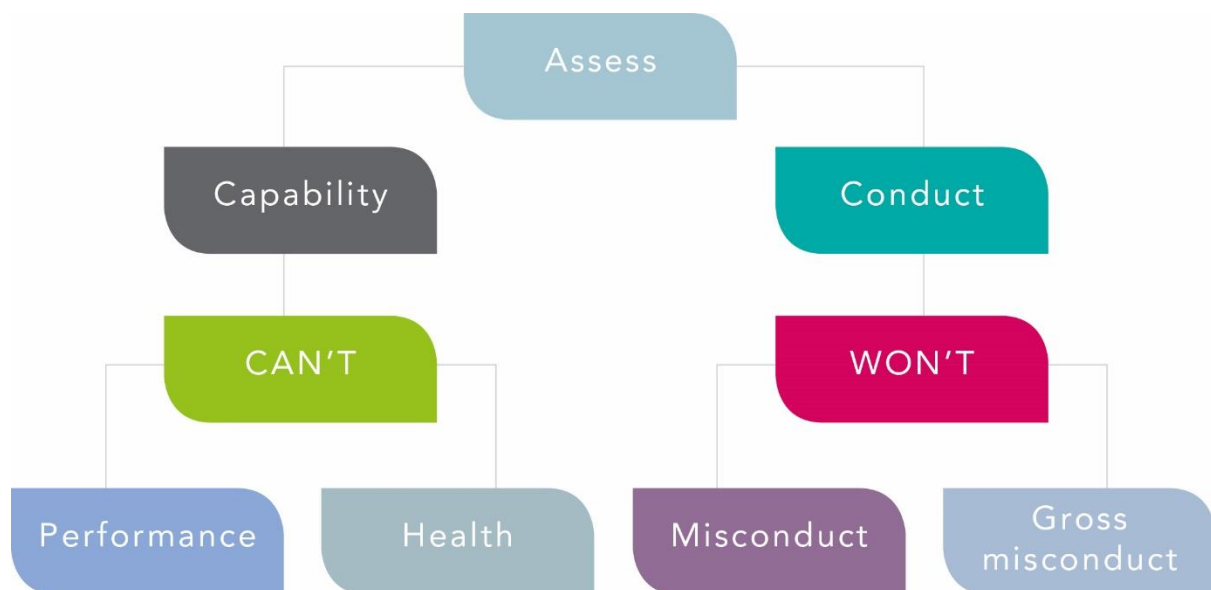 Assess
Capability
Conduct
CAN’T
WON’T
Performance
Health
Misconduct
Gross
misconduct